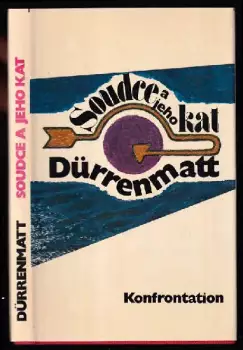 DÜRRENMATT SOUDCE A JEHO KAT
Soudce a jeho kat
Dürrenmatt
Konfrontation